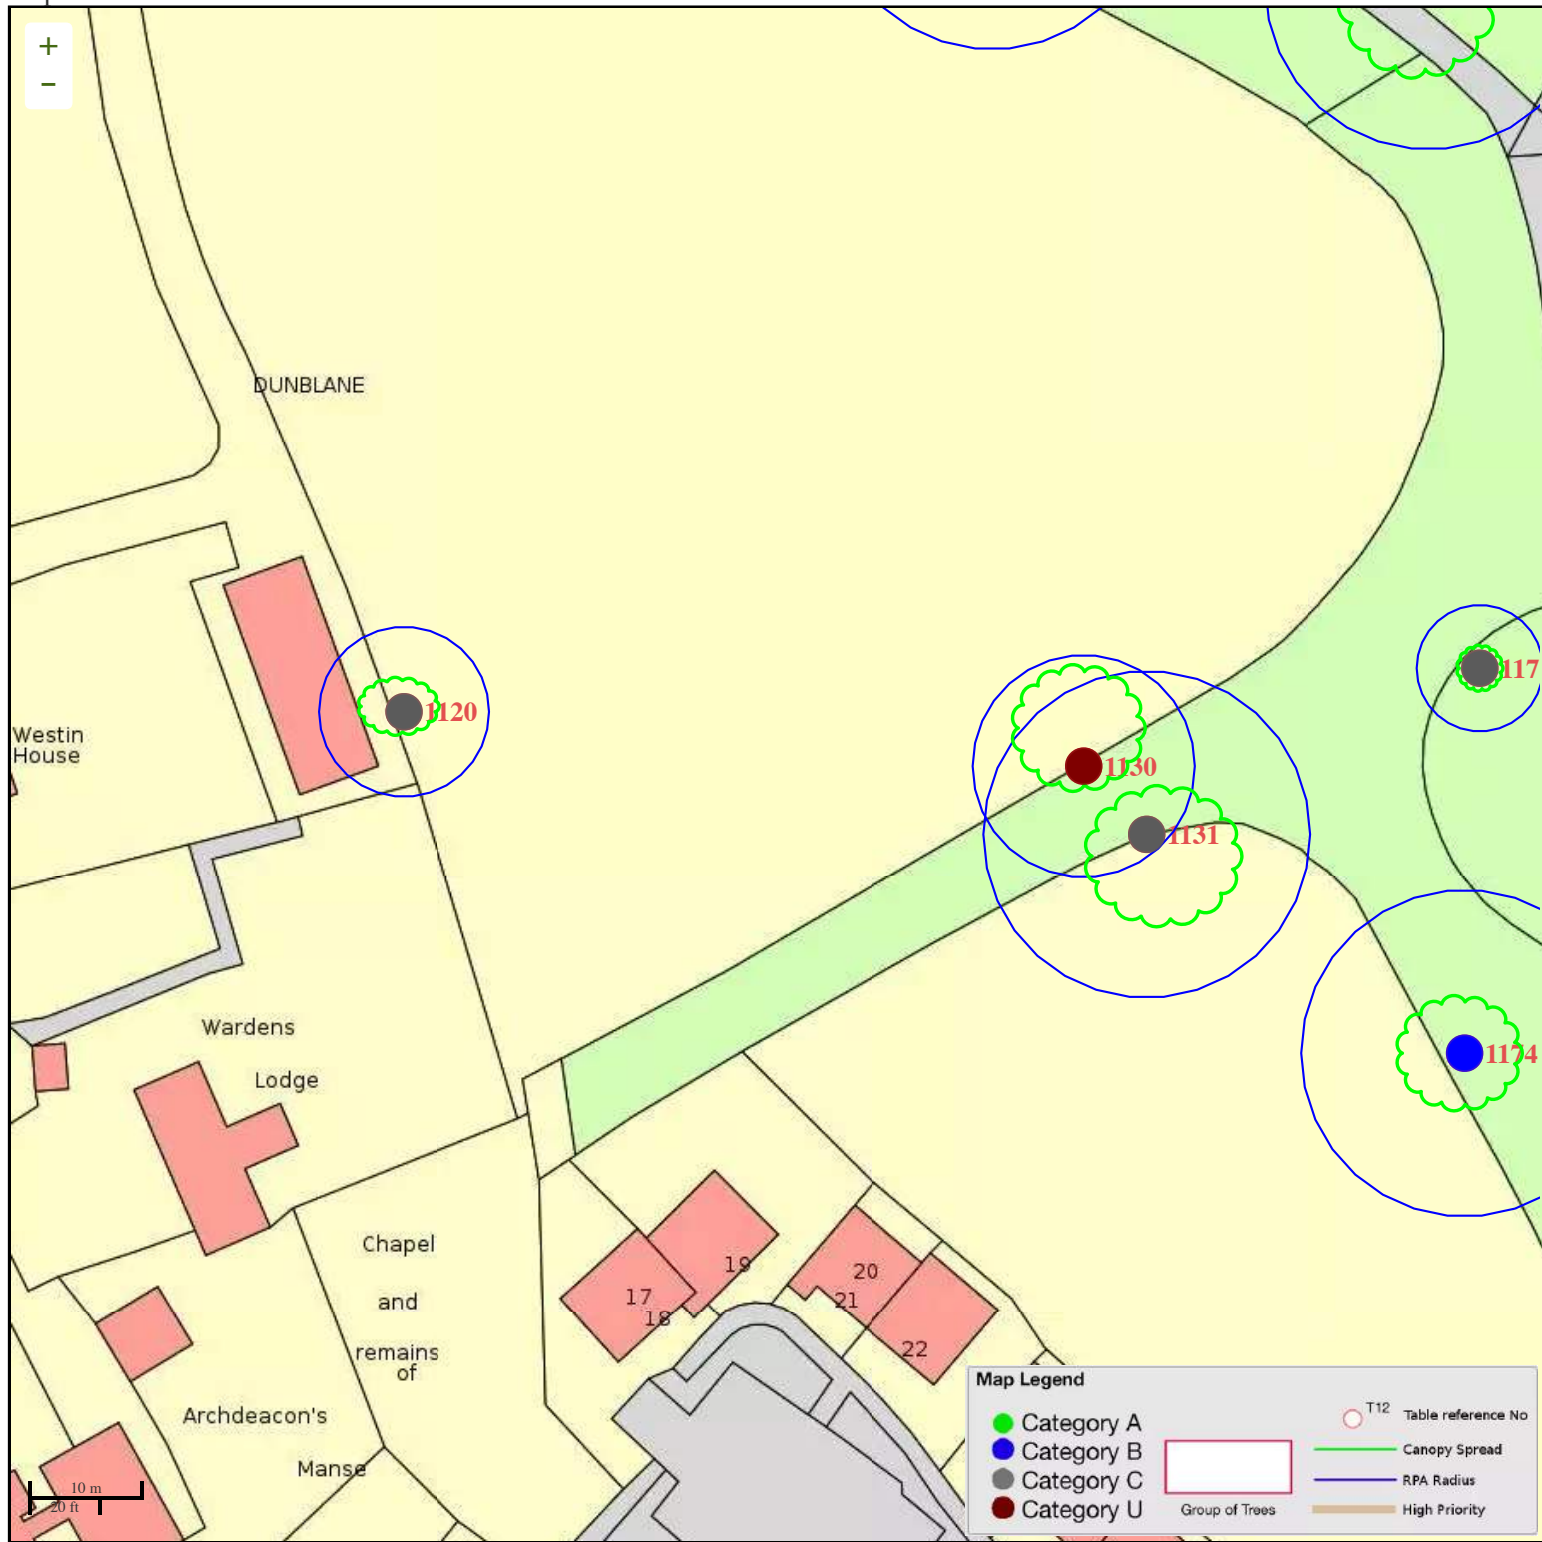 +
−
DUNBLANE
117
1120
Westin
House
1130
1131
Wardens
1174
Lodge
Chapel
19
20
and
17
21
18
remains
of
22
Archdeacon's
Manse
10 m
20 ft
Map Legend
Category A
Category B
Category C
Category U
Group of Trees
T12 Table reference No
Canopy Spread
RPA Radius
High Priority